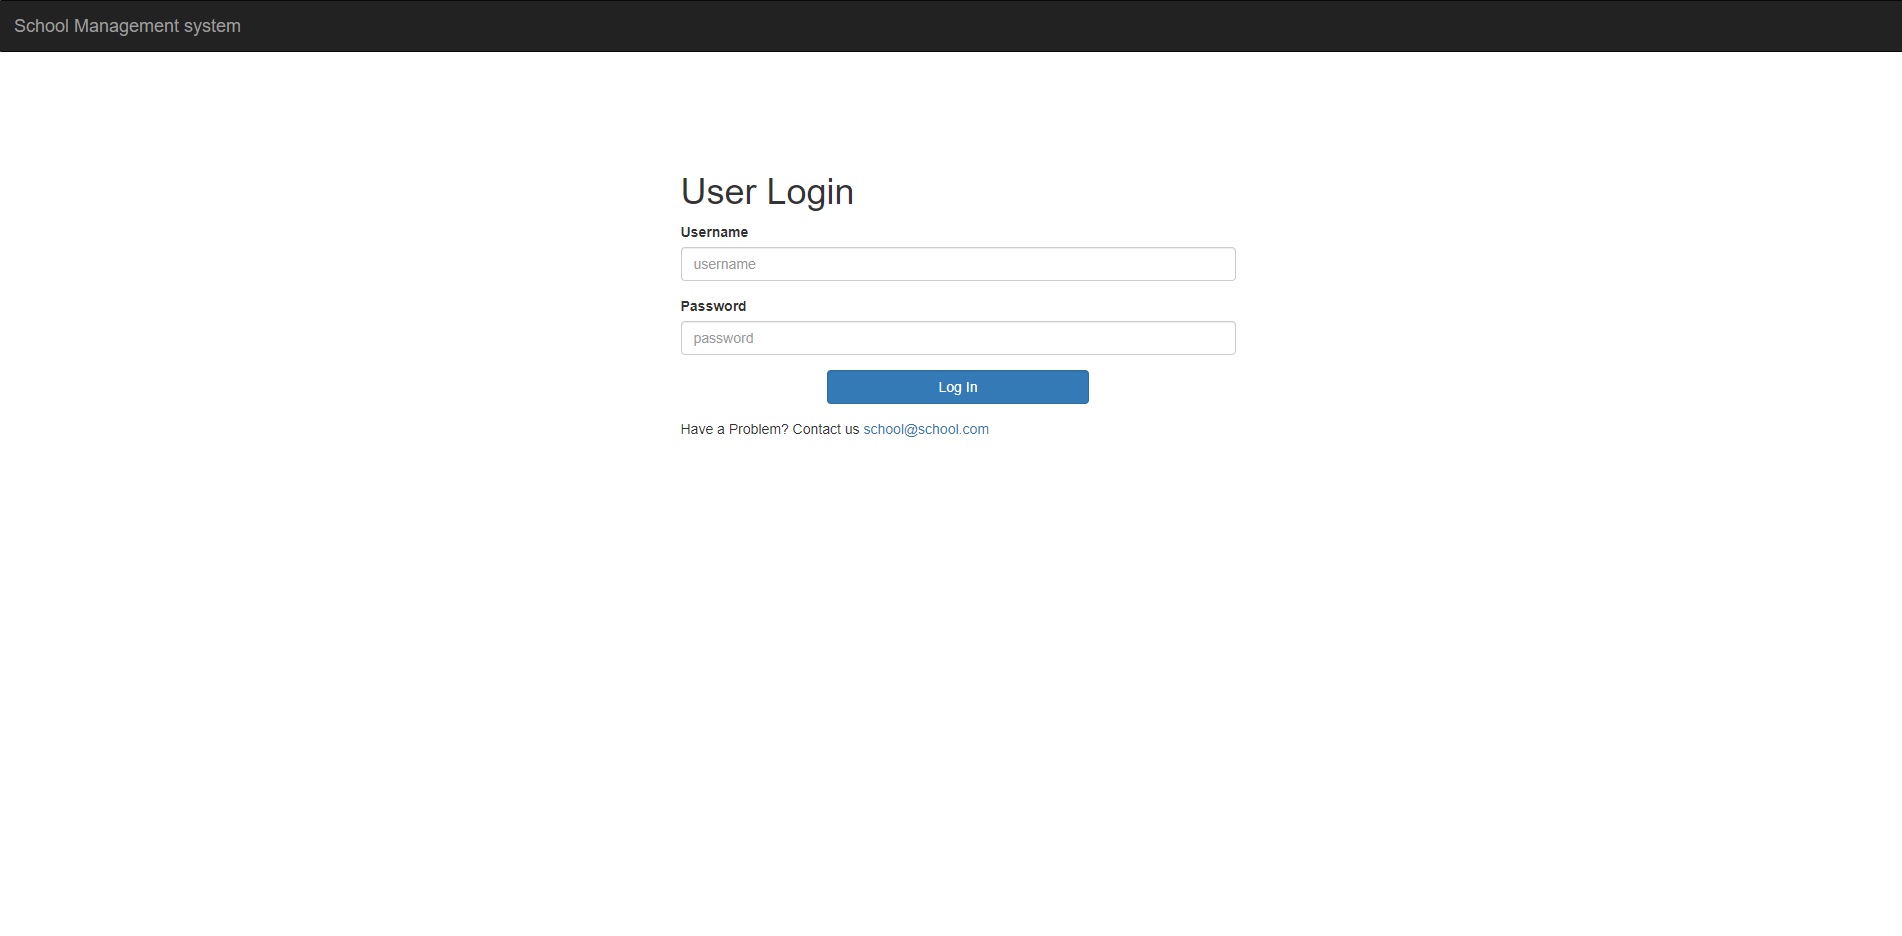 School Management system
User Login
Username
username
Password
password
Log In
Have a Problem? Contact us school@school.com